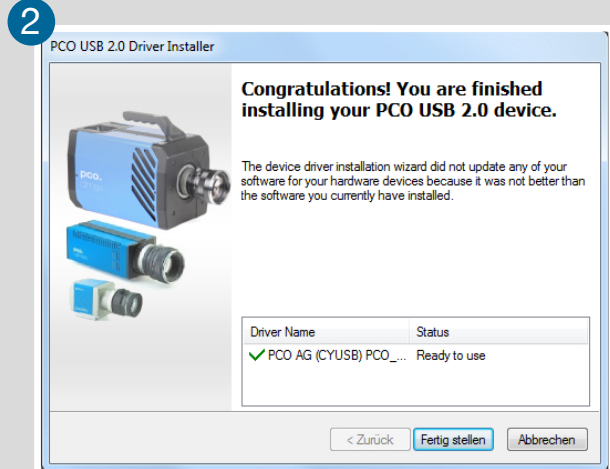 2
PCO USB 2.0 Driver Installer
Congratulations! You are finished
installing your PCO USB 2.0 device.
The device driver installation wizard did not update any of your
software for your hardware devices because it was not better than
the software you currently have installed.
pco.
pco.
Driver Name Status
PCO AG (CYUSB) PCO_... Ready to use
< Zurück Fertig stellen Abbrechen